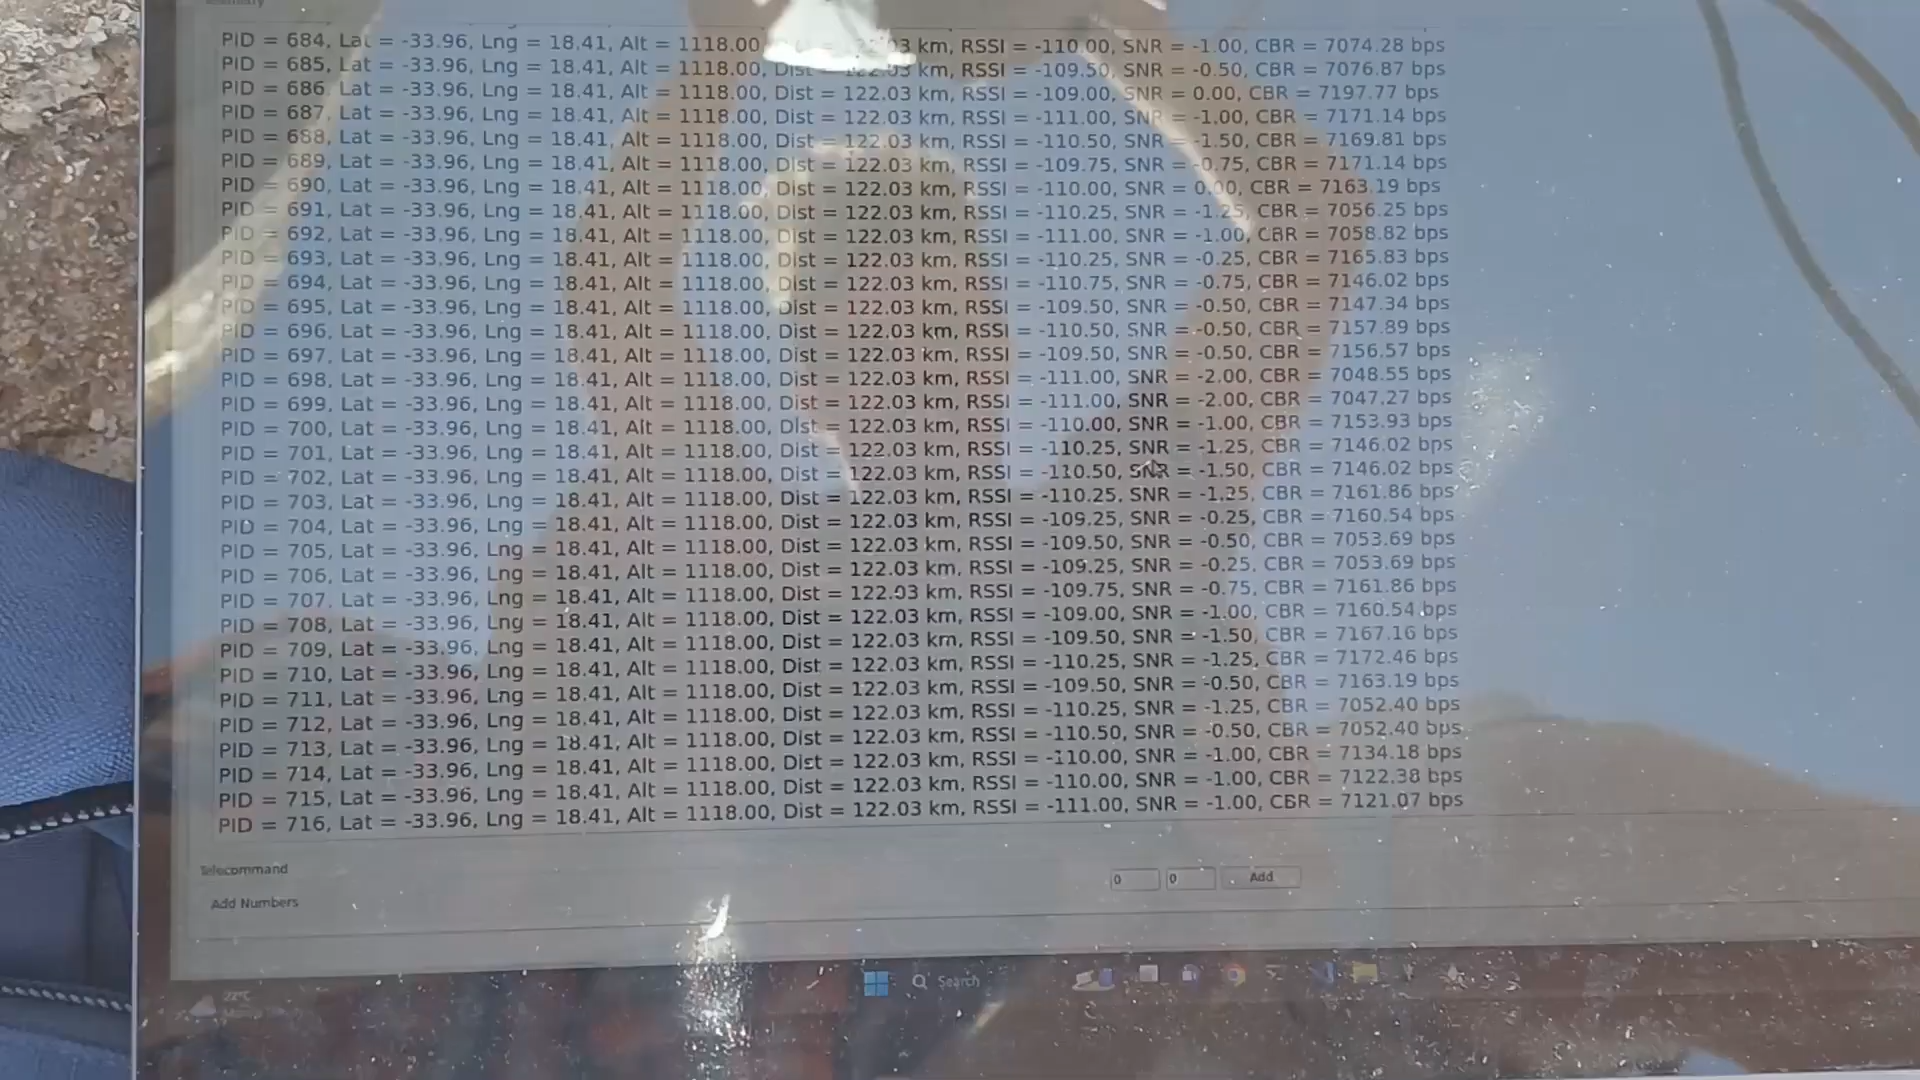 PID = 684, Lat = -33.96, Lng = 18.41, Alt = 1118.00 km, RSSI = -110.00, SNR = -1.00, CBR = 7074.28 bps
PID = 685, Lat = -33.96, Lng = 18.41, Alt = 1118.00, Dist = km, RSSI = -109.50, SNR = -0.50, CBR = 7076.87 bps
PID = 686, Lat = -33.96, Lng = 18.41, Alt = 1118.00, Dist = 122.03 km, RSSI = -109.00, SNR = 0.00, CBR = 7197.77 bps
PID = 687, Lat = -33.96, Lng = 18.41, Alt = 1118.00, Dist = 122.03 km, RSSI = -111.00, SNR = -1.00, CBR = 7171.14 bps
PID = 688, Lat = -33.96, Lng = 18.41, Alt = 1118.00, Dist = 122.03 km, RSSI = -110.50, SNR = -1.50, CBR = 7169.81 bps
PID = 689, Lat = -33.96, Lng = 18.41, Alt = 1118.00, Dist = 122.03 km, RSSI = -109.75, SNR = -0.75, CBR = 7171.14 bps
PID = 690, Lat = -33.96, Lng = 18.41, Alt = 1118.00, Dist = 122.03 km, RSSI = -110.00, SNR = 0.00, CBR = 7163.19 bps
PID = 691, Lat = -33.96, Lng = 18.41, Alt = 1118.00, Dist = 122.03 km, RSSI = -110.25, SNR = -1.25, CBR = 7056.25 bps
PID = 692, Lat = -33.96, Lng = 18.41, Alt = 1118.00, Dist = 122.03 km, RSSI = -111.00, SNR = -1.00, CBR = 7058.82 bps
PID = 693, Lat = -33.96, Lng = 18.41, Alt = 1118.00, Dist = 122.03 km, RSSI = -110.25, SNR = -0.25, CBR = 7165.83 bps
PID = 694, Lat = -33.96, Lng = 18.41, Alt = 1118.00, Dist = 122.03 km, RSSI = -110.75, SNR = -0.75, CBR = 7146.02 bps
PID = 695, Lat = -33.96, Lng = 18.41, Alt = 1118.00, Dist = 122.03 km, RSSI = -109.50, SNR = -0.50, CBR = 7147.34 bps
PID = 696, Lat = -33.96, Lng = 18.41, Alt = 1118.00, Dist = 122.03 km, RSSI = -110.50, SNR = -0.50, CBR = 7157.89 bps
PID = 697, Lat = -33.96, Lng = 18.41, Alt = 1118.00, Dist = 122.03 km, RSSI = -109.50, SNR = -0.50, CBR = 7156.57 bps
PID = 698, Lat = -33.96, Lng = 18.41, Alt = 1118.00, Dist = 122.03 km, RSSI = -111.00, SNR = -2.00, CBR = 7048.55 bps
PID = 699, Lat = -33.96, Lng = 18.41, Alt = 1118.00, Dist = 122.03 km, RSSI = -111.00, SNR = -2.00, CBR = 7047.27 bps
PID = 700, Lat = -33.96, Lng = 18.41, Alt = 1118.00, Dist = 122.03 km, RSSI = -110.00, SNR = -1.00, CBR = 7153.93 bps
PID = 701, Lat = -33.96, Lng = 18.41, Alt = 1118.00, Dist = 122.03 km, RSSI = -110.25, SNR = -1.25, CBR = 7146.02 bps
PID = 702, Lat = -33.96, Lng = 18.41, Alt = 1118.00, Dist = 122.03 km, RSSI = -110.50, SNR = -1.50, CBR = 7146.02 bps
PID = 703, Lat = -33.96, Lng = 18.41, Alt = 1118.00, Dist = 122.03 km, RSSI = -110.25, SNR = -1.25, CBR = 7161.86 bps
PID = 704, Lat = -33.96, Lng = 18.41, Alt = 1118.00, Dist = 122.03 km, RSSI = -109.25, SNR = -0.25, CBR = 7160.54 bps
PID = 705, Lat = -33.96, Lng = 18.41, Alt = 1118.00, Dist = 122.03 km, RSSI = -109.50, SNR = -0.50, CBR = 7053.69 bps
PID = 706, Lat = -33.96, Lng = 18.41, Alt = 1118.00, Dist = 122.03 km, RSSI = -109.25, SNR = -0.25, CBR = 7053.69 bps
PID = 707, Lat = -33.96, Lng = 18.41, Alt = 1118.00, Dist = 122.03 km, RSSI = -109.75, SNR = -0.75, CBR = 7161.86 bps
PID = 708, Lat = -33.96, Lng = 18.41, Alt = 1118.00, Dist = 122.03 km, RSSI = -109.00, SNR = -1.00, CBR = 7160.54 bps
PID = 709, Lat = -33.96, Lng = 18.41, Alt = 1118.00, Dist = 122.03 km, RSSI = -109.50, SNR = -1.50, CBR = 7167.16 bps
PID = 710, Lat = -33.96, Lng = 18.41, Alt = 1118.00, Dist = 122.03 km, RSSI = -110.25, SNR = -1.25, CBR = 7172.46 bps
PID = 711, Lat = -33.96, Lng = 18.41, Alt = 1118.00, Dist = 122.03 km, RSSI = -109.50, SNR = -0.50, CBR = 7163.19 bps
PID = 712, Lat = -33.96, Lng = 18.41, Alt = 1118.00, Dist = 122.03 km, RSSI = -110.25, SNR = -1.25, CBR = 7052.40 bps
PID = 713, Lat = -33.96, Lng = 18.41, Alt = 1118.00, Dist = 122.03 km, RSSI = -110.50, SNR = -0.50, CBR = 7052.40 bps
PID = 714, Lat = -33.96, Lng = 18.41, Alt = 1118.00, Dist = 122.03 km, RSSI = -110.00, SNR = -1.00, CBR = 7134.18 bps
PID = 715, Lat = -33.96, Lng = 18.41, Alt = 1118.00, Dist = 122.03 km, RSSI = -110.00, SNR = -1.00, CBR = 7122.38 bps
PID = 716, Lat = -33.96, Lng = 18.41, Alt = 1118.00, Dist = 122.03 km, RSSI = -111.00, SNR = -1.00, CBR = 7121.07 bps
Telecommand
Add Numbers 0 0 Add
22°C Search